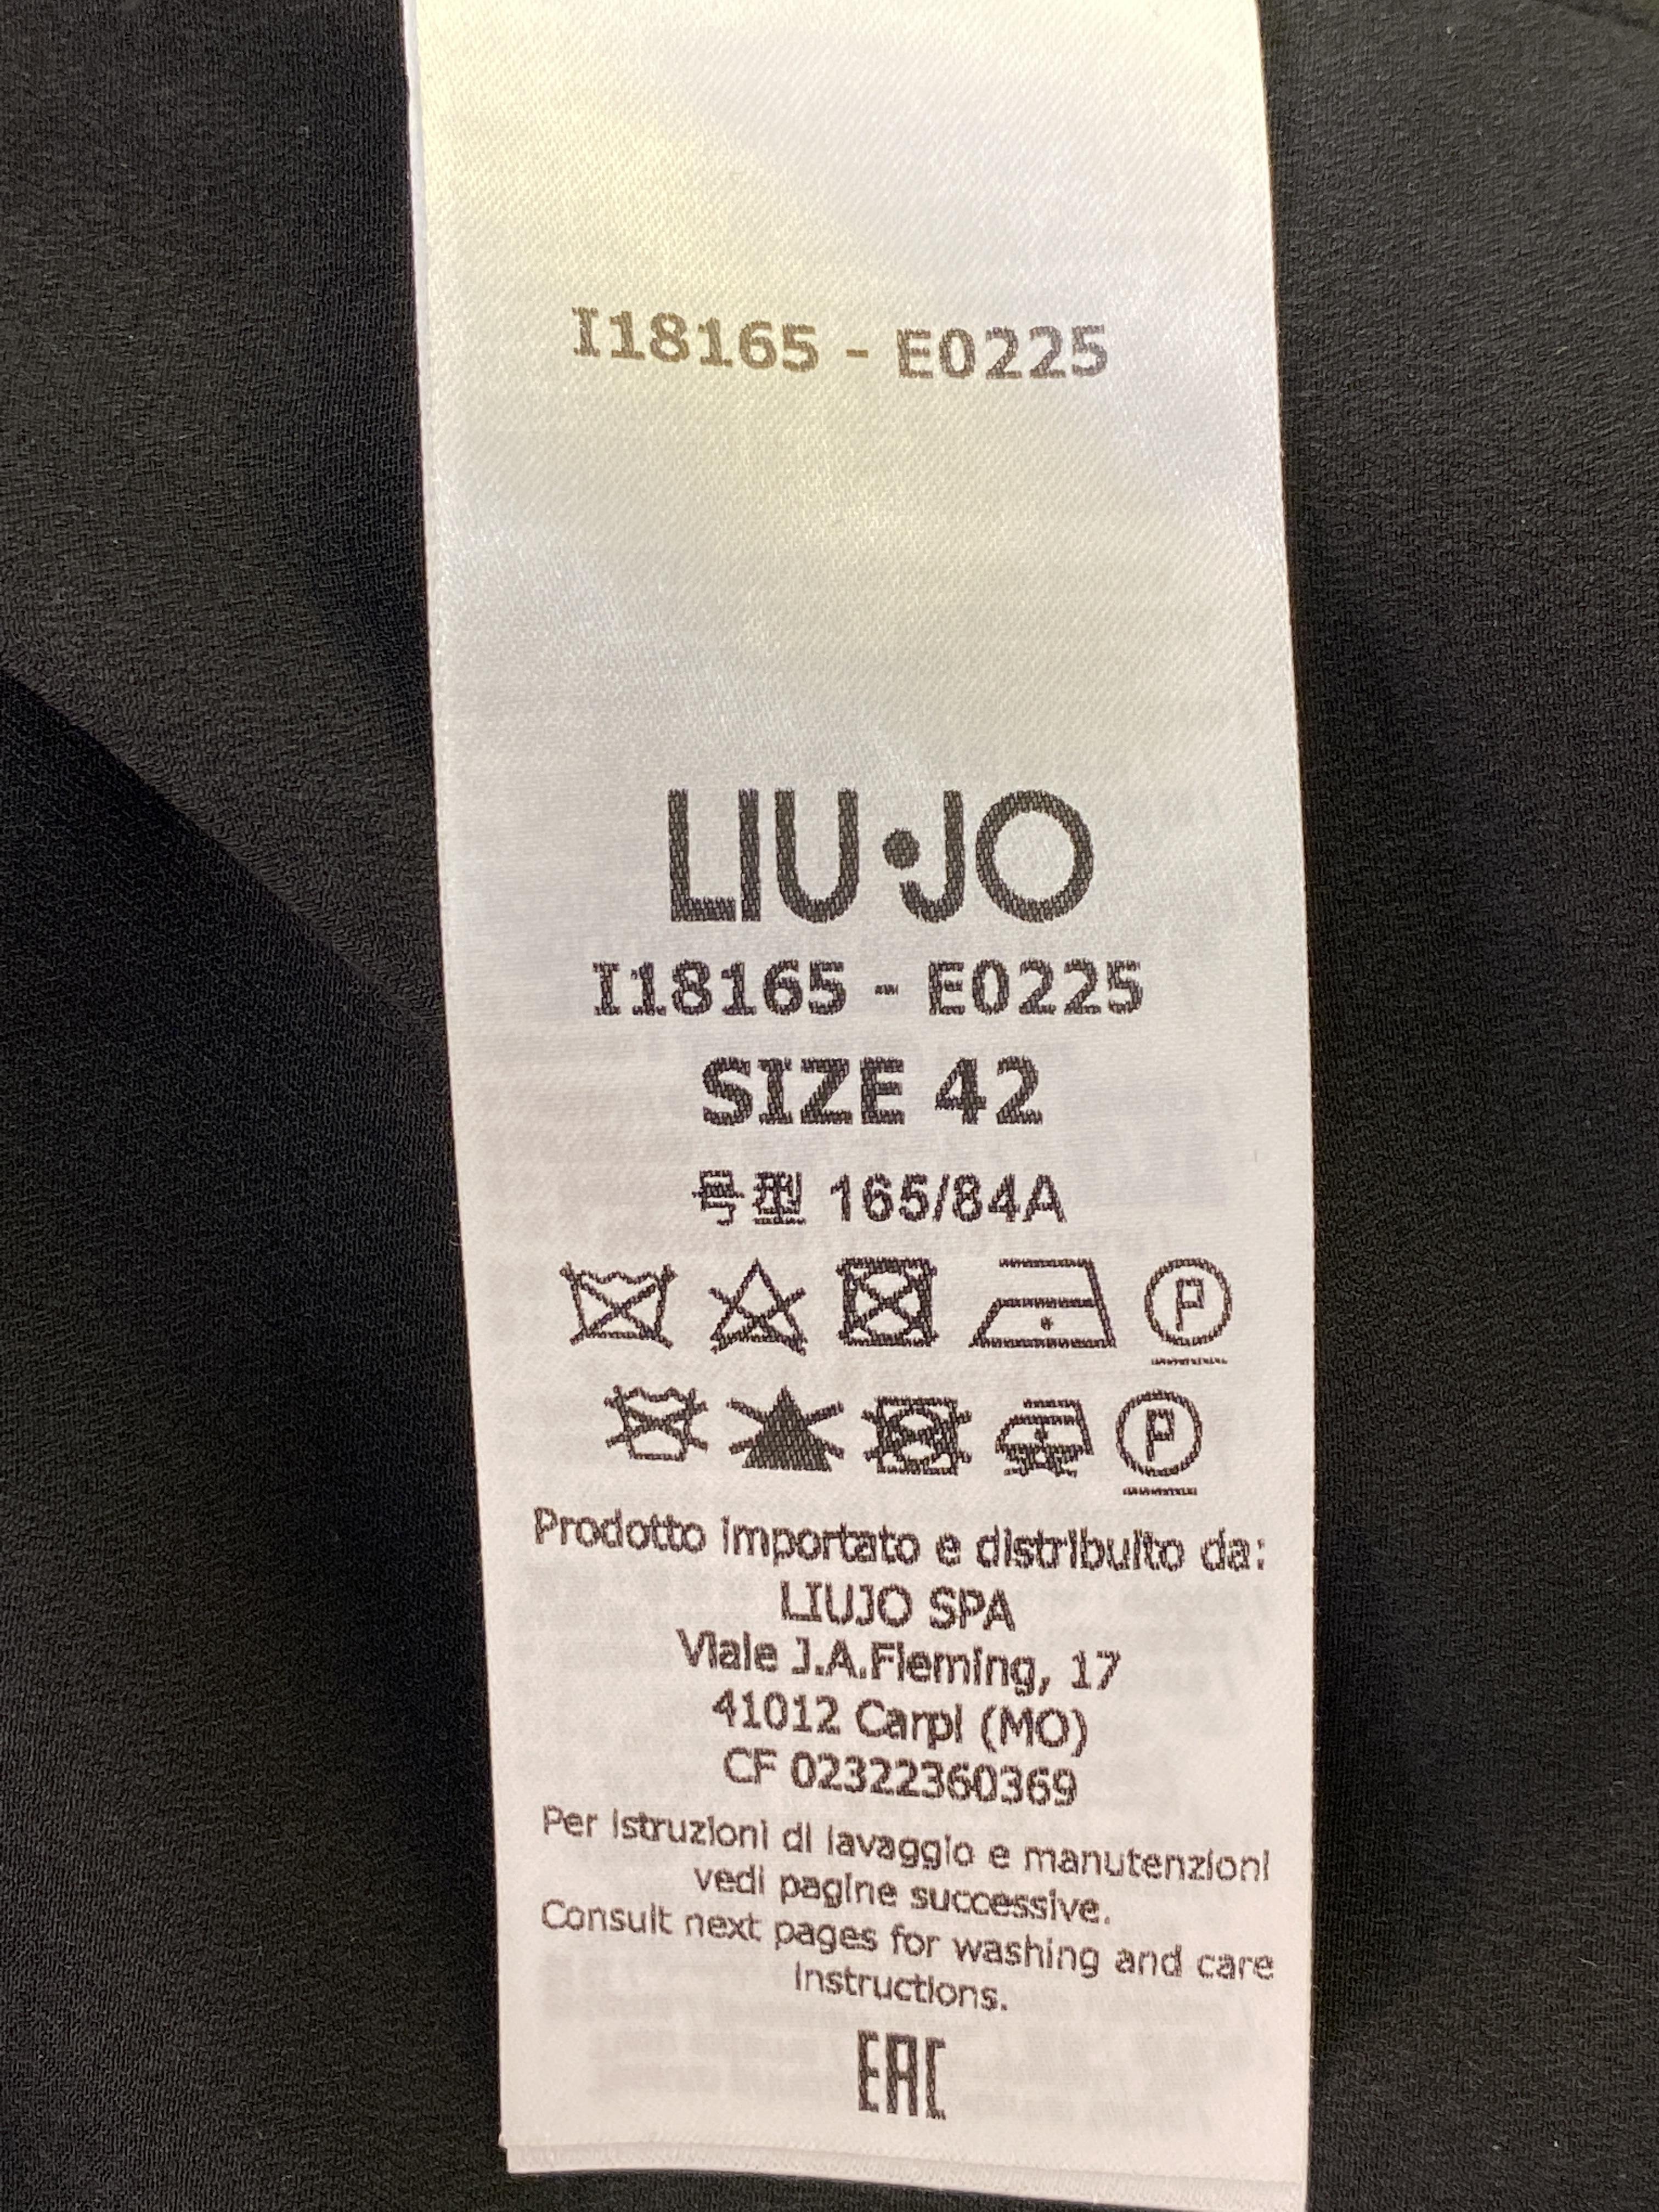 I18165 - E0225
LIU·JO
I18165 - E0225
SIZE 42
号型 165/84A
P
P
Prodotto importato e distribuito da:
LIUJO SPA
Viale J.A.Fleming, 17
41012 Carpi (MO)
CF 02322360369
Per istruzioni di lavaggio e manutenzioni
vedi pagine successive.
Consult next pages for washing and care
instructions.
EAC